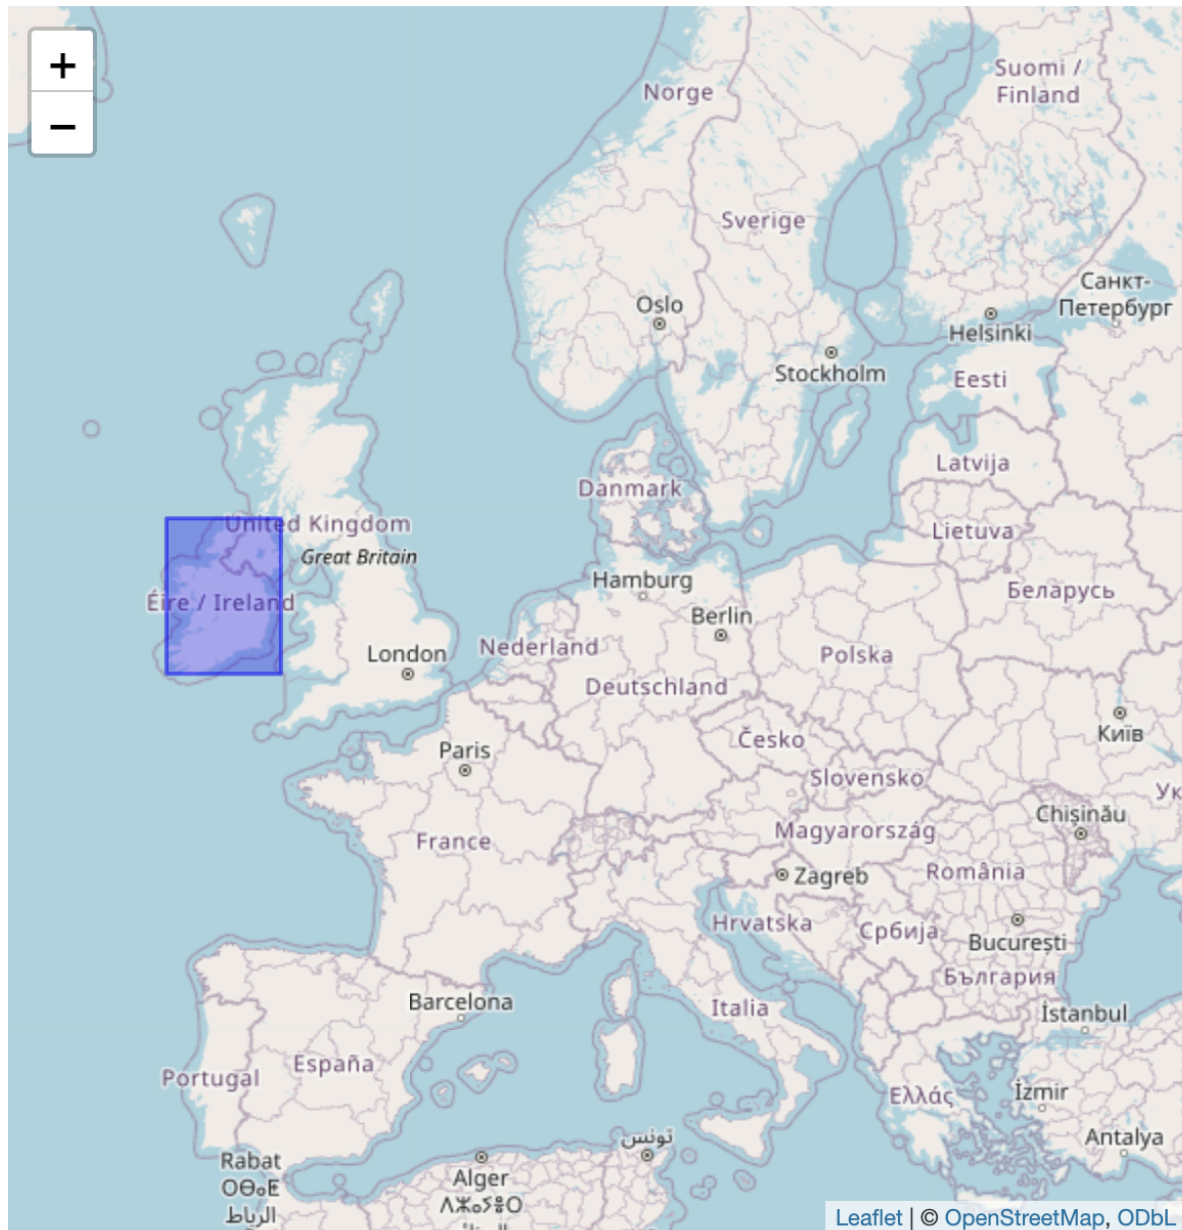 +
−
Norge
Suomi /
Finland
Sverige
Санкт-
Петербург
Oslo
Helsinki
Stockholm
Eesti
Latvija
Danmark
United Kingdom
Lietuva
Great Britain
Hamburg
Беларусь
Éire / Ireland
Berlin
London
Nederland
Polska
Deutschland
Київ
Česko
Paris
Slovensko
Ук
Chișinău
Magyarország
France
România
Zagreb
Hrvatska
Србија
București
България
Barcelona
Italia
İstanbul
España
Portugal
Ελλάς
İzmir
تونس
Antalya
Rabat
ⵔⴱⴰⵟ
الرباط
Alger
Leaflet | © OpenStreetMap, ODbL